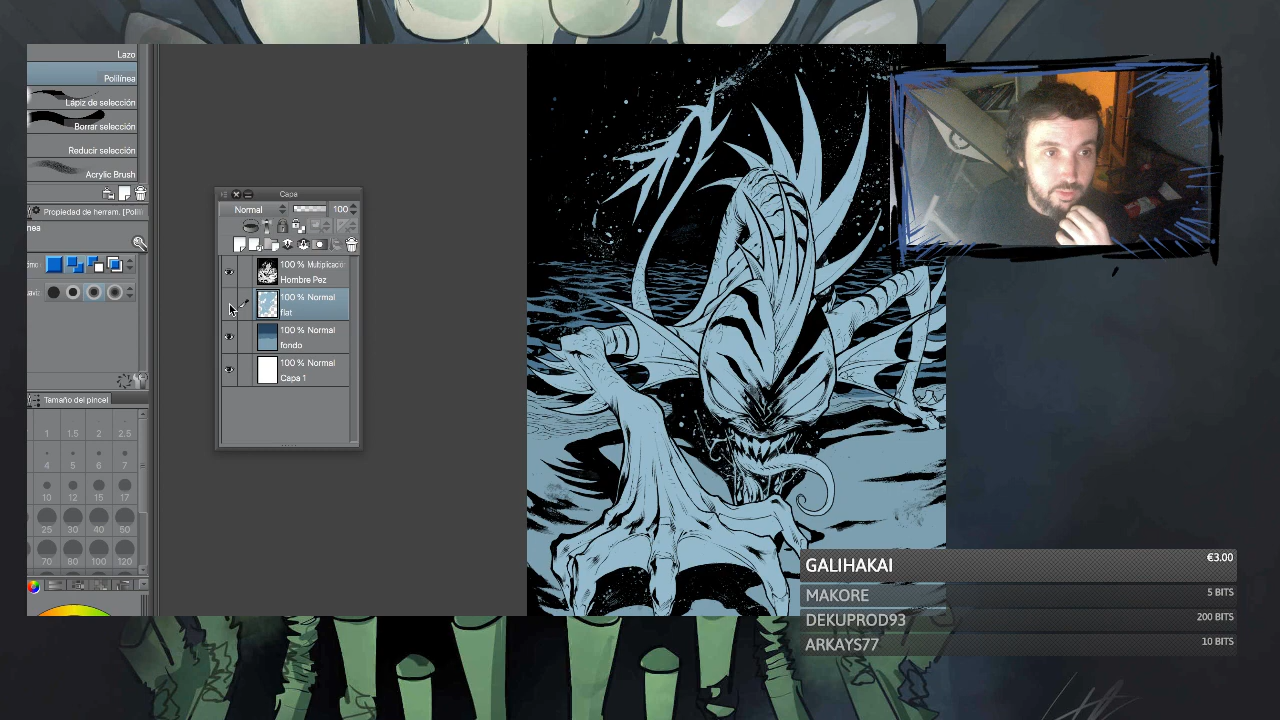 Lazo
Polilínea
Lápiz de selección
Borrar selección
Reducir selección
Acrylic Brush
Propiedad de herram. [Poli
nea
Tamaño del pincel
1 1.5 2 2.5
4 5 6 7
10 12 15 17
25 30 40 50
70 80 100 120
Capa
Normal 100
100 % Multiplicació
Hombre Pez
100 % Normal
flat
100 % Normal
fondo
100 % Normal
Capa 1
GALIHAKAI €3.00
MAKORE 5 BITS
DEKUPROD93 200 BITS
ARKAYS77 10 BITS